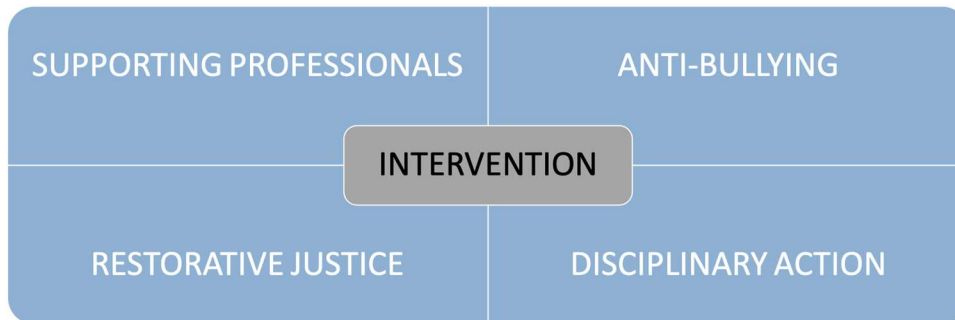 SUPPORTING PROFESSIONALS
ANTI-BULLYING
INTERVENTION
RESTORATIVE JUSTICE
DISCIPLINARY ACTION